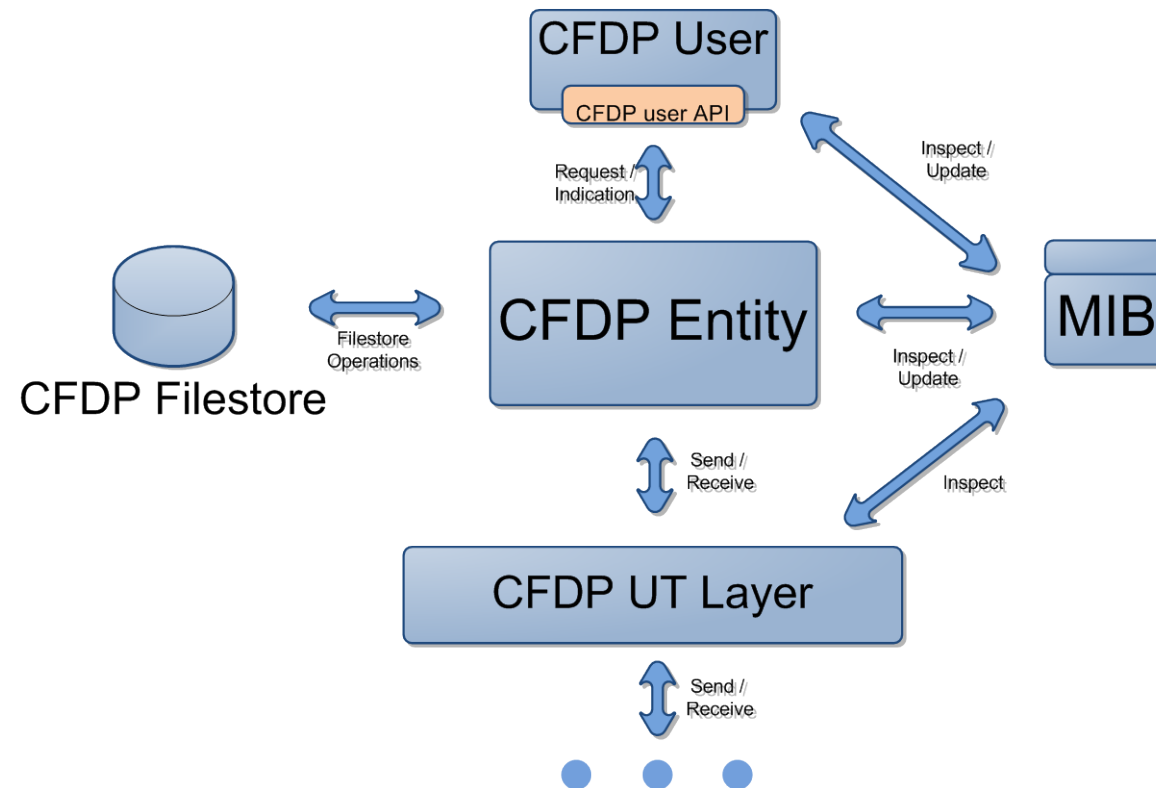 CFDP User
CFDP user API
Request /
Indication
Inspect /
Update
CFDP Filestore
Filestore
Operations
CFDP Entity
Inspect /
Update
MIB
Send /
Receive
Inspect
CFDP UT Layer
Send /
Receive